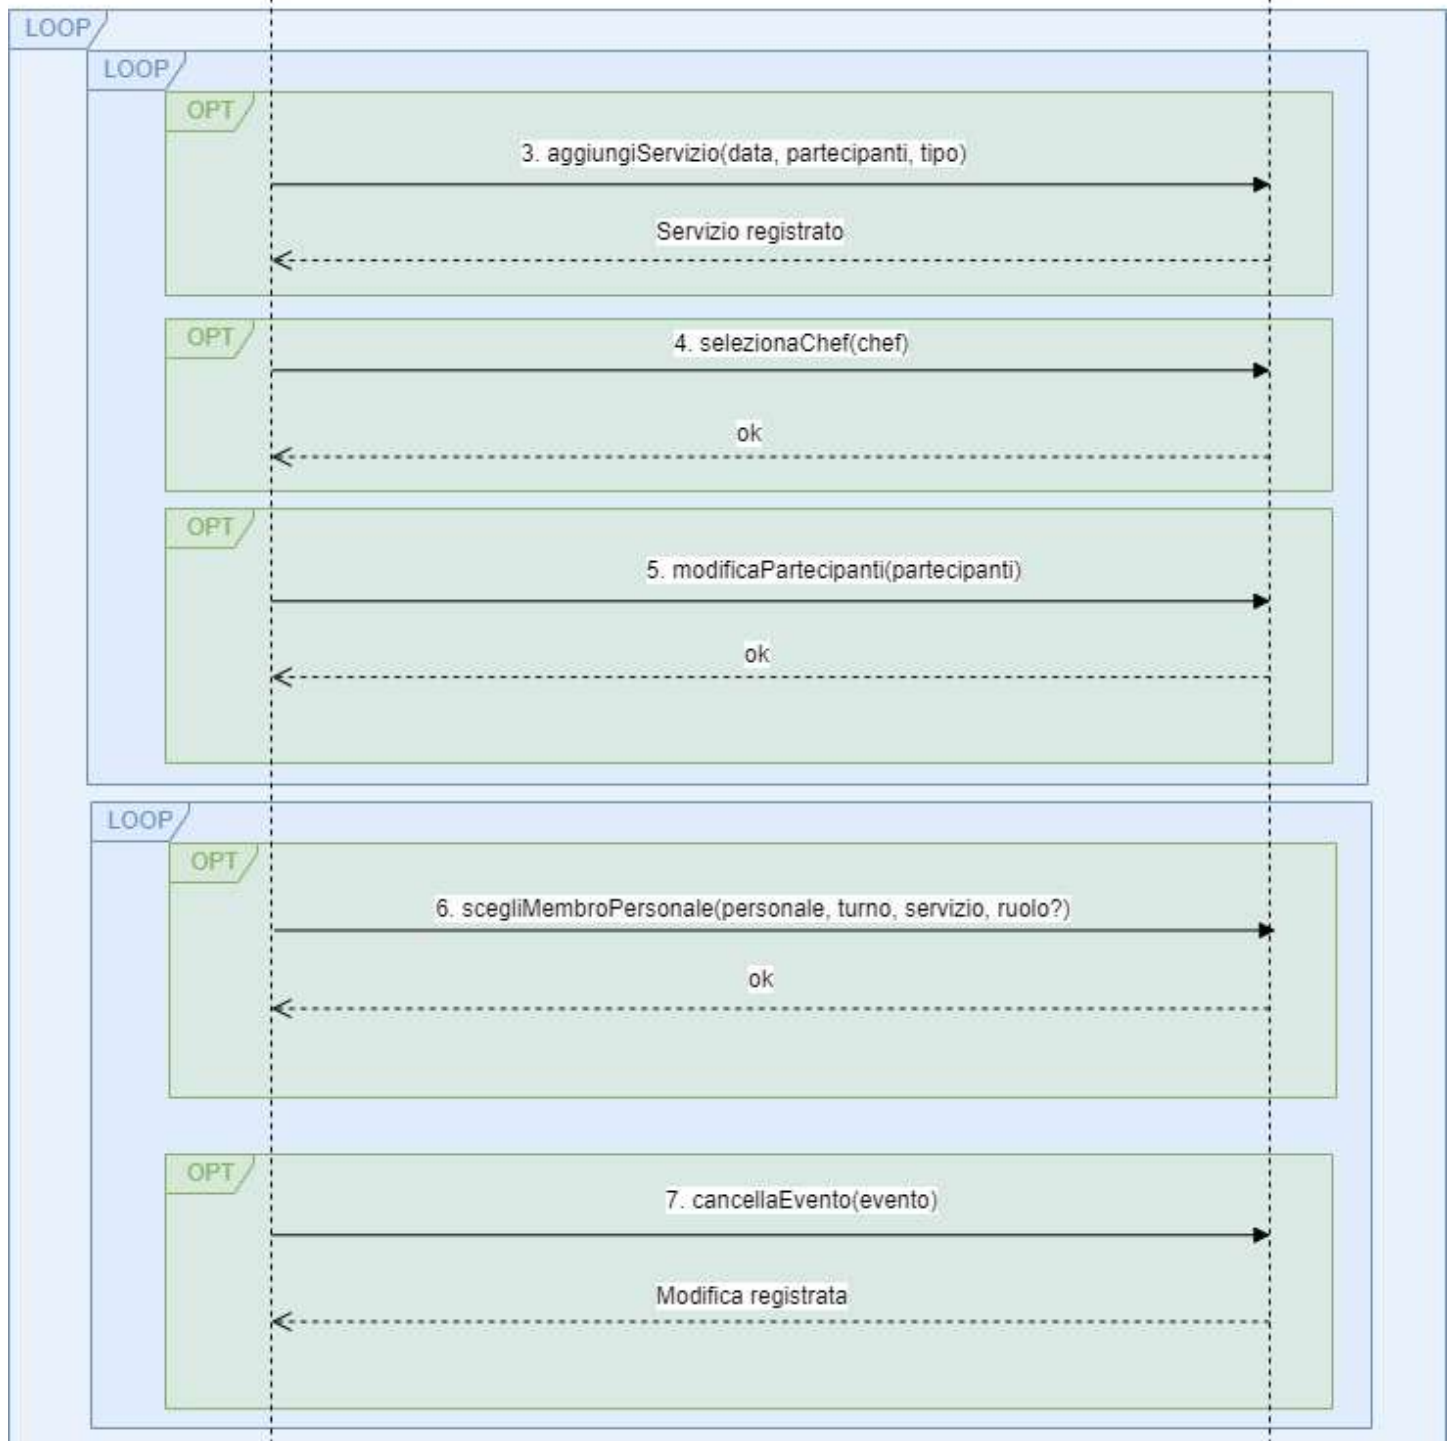 LOOP
LOOP
OPT
3. aggiungiServizio(data, partecipanti, tipo)
Servizio registrato
OPT
4. selezionaChef(chef)
ok
OPT
5. modificaPartecipanti(partecipanti)
ok
LOOP
OPT
6. scegliMembroPersonale(personale, turno, servizio, ruolo?)
ok
OPT
7. cancellaEvento(evento)
Modifica registrata